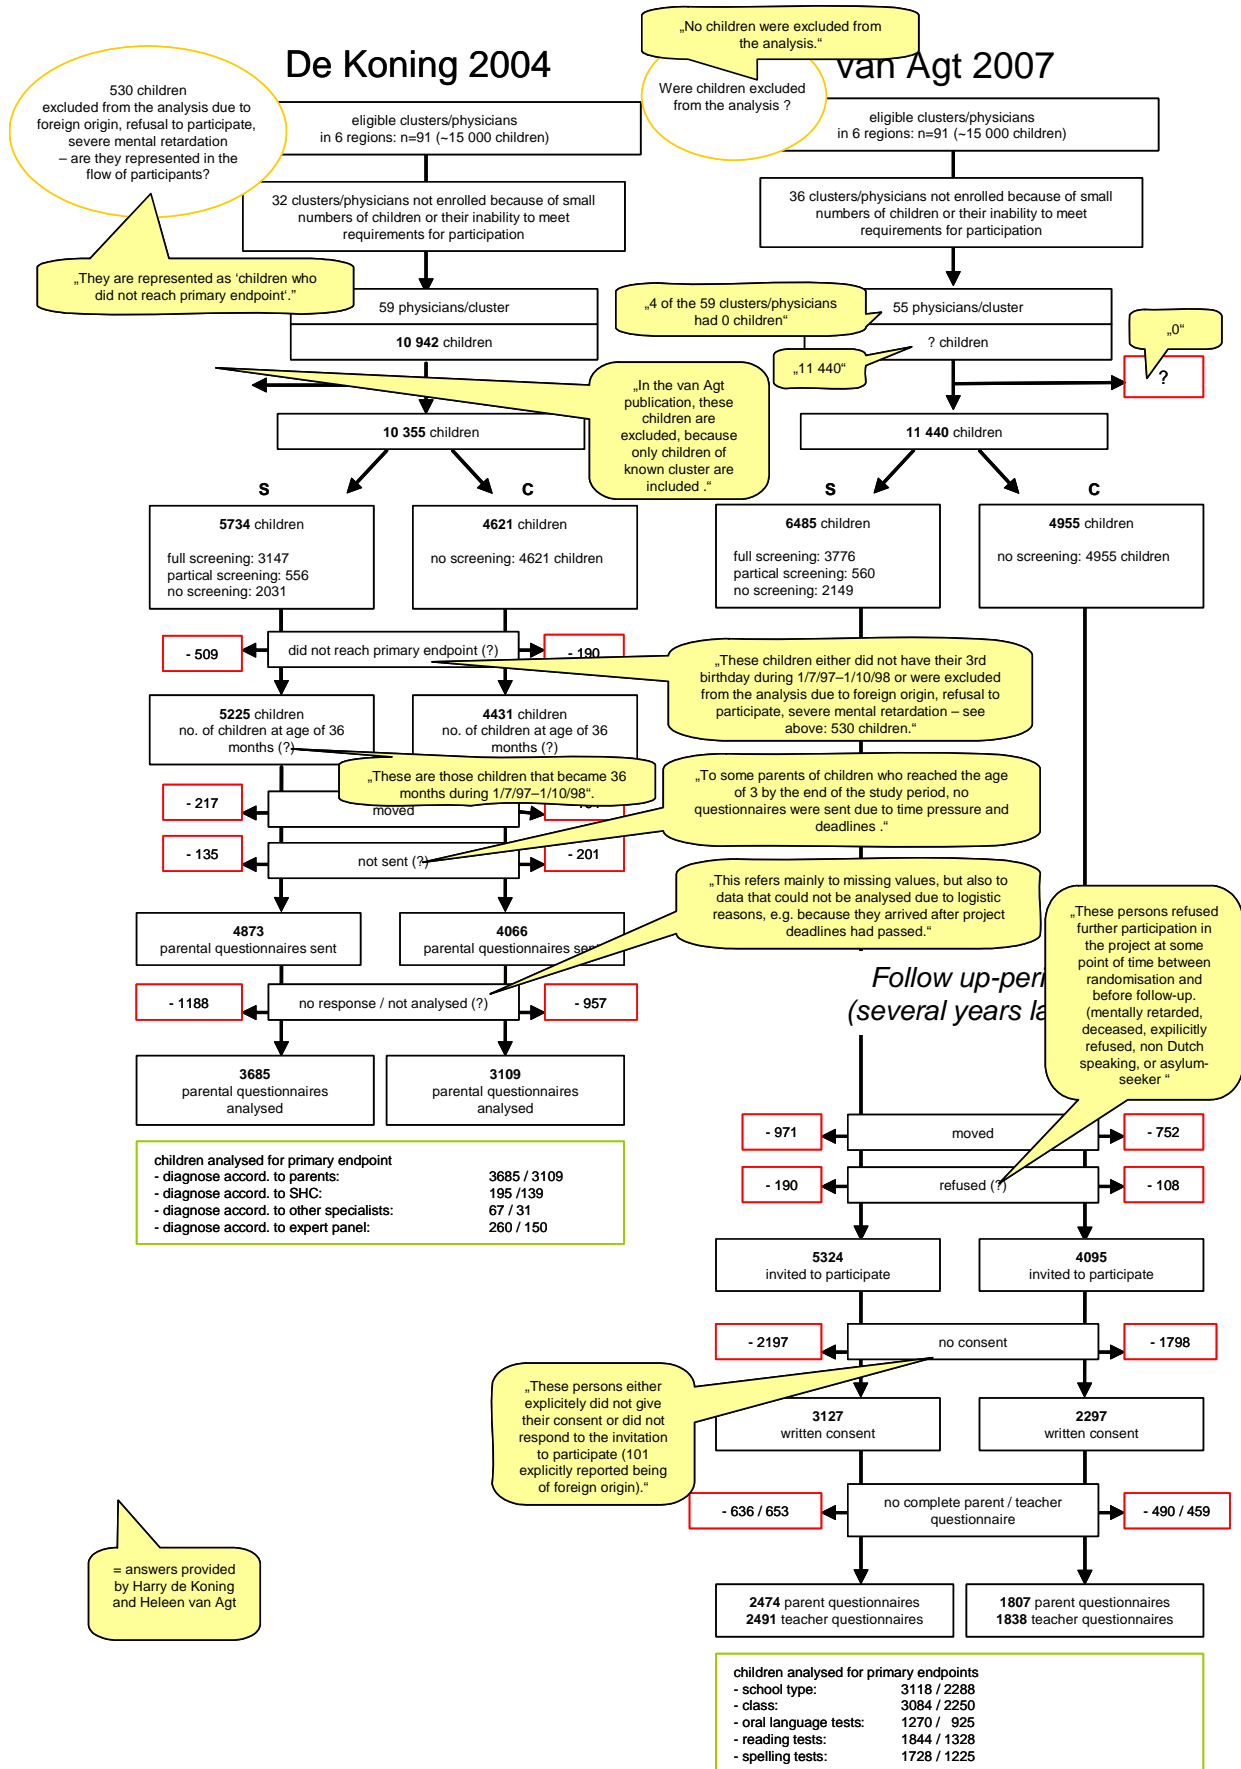 De Koning 2004
530 children
excluded from the analysis due to
foreign origin, refusal to participate,
severe mental retardation
– are they represented in the
flow of participants?
eligible clusters/physicians
in 6 regions: n=91 (~15 000 children)
32 clusters/physicians not enrolled because of small
numbers of children or their inability to meet
requirements for participation
„They are represented as ‘children who
did not reach primary endpoint‘.”
59 physicians/cluster
10 942 children
„In the van Agt
publication, these
children are
excluded, because
only children of
known cluster are
included .“
10 355 children
S
C
5734 children
full screening: 3147
partical screening: 556
no screening: 2031
4621 children
no screening: 4621 children
- 509
did not reach primary endpoint (?)
- 190
5225 children
no. of children at age of 36
months (?)
4431 children
no. of children at age of 36
months (?)
„These are those children that became 36
months during 1/7/97–1/10/98“.
- 217
moved
- 135
not sent (?)
- 201
4873
parental questionnaires sent
4066
parental questionnaires sent
- 1188
no response / not analysed (?)
- 957
3685
parental questionnaires
analysed
3109
parental questionnaires
analysed
children analysed for primary endpoint
- diagnose accord. to parents: 3685 / 3109
- diagnose accord. to SHC: 195 /139
- diagnose accord. to other specialists: 67 / 31
- diagnose accord. to expert panel: 260 / 150
= answers provided
by Harry de Koning
and Heleen van Agt
„No children were excluded from
the analysis.“
van Agt 2007
Were children excluded
from the analysis ?
eligible clusters/physicians
in 6 regions: n=91 (~15 000 children)
36 clusters/physicians not enrolled because of small
numbers of children or their inability to meet
requirements for participation
„4 of the 59 clusters/physicians
had 0 children“
55 physicians/cluster
? children
„11 440“
„0“
?
11 440 children
S
C
6485 children
full screening: 3776
partical screening: 560
no screening: 2149
4955 children
no screening: 4955 children
„These children either did not have their 3rd
birthday during 1/7/97–1/10/98 or were excluded
from the analysis due to foreign origin, refusal to
participate, severe mental retardation – see
above: 530 children.“
„To some parents of children who reached the age
of 3 by the end of the study period, no
questionnaires were sent due to time pressure and
deadlines .“
„This refers mainly to missing values, but also to
data that could not be analysed due to logistic
reasons, e.g. because they arrived after project
deadlines had passed.“
„These persons refused
further participation in
the project at some
point of time between
randomisation and
before follow-up.
(mentally retarded,
deceased, expilicitly
refused, non Dutch
speaking, or asylum-
seeker “
Follow up-peri
(several years la
- 971
moved
- 752
- 190
refused (?)
- 108
5324
invited to participate
4095
invited to participate
- 2197
no consent
- 1798
„These persons either
explicitely did not give
their consent or did not
respond to the invitation
to participate (101
explicitly reported being
of foreign origin).“
3127
written consent
2297
written consent
- 636 / 653
no complete parent / teacher
questionnaire
- 490 / 459
2474 parent questionnaires
2491 teacher questionnaires
1807 parent questionnaires
1838 teacher questionnaires
children analysed for primary endpoints
- school type: 3118 / 2288
- class: 3084 / 2250
- oral language tests: 1270 / 925
- reading tests: 1844 / 1328
- spelling tests: 1728 / 1225